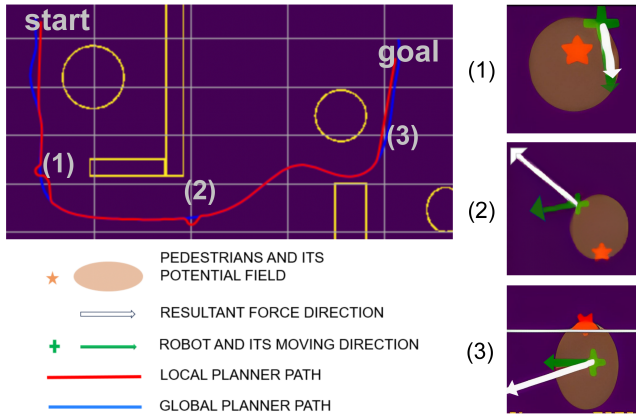 start
goal
(1)
(2)
(3)
(1)
(2)
(3)
PEDESTRIANS AND ITS
POTENTIAL FIELD
RESULTANT FORCE DIRECTION
ROBOT AND ITS MOVING DIRECTION
LOCAL PLANNER PATH
GLOBAL PLANNER PATH